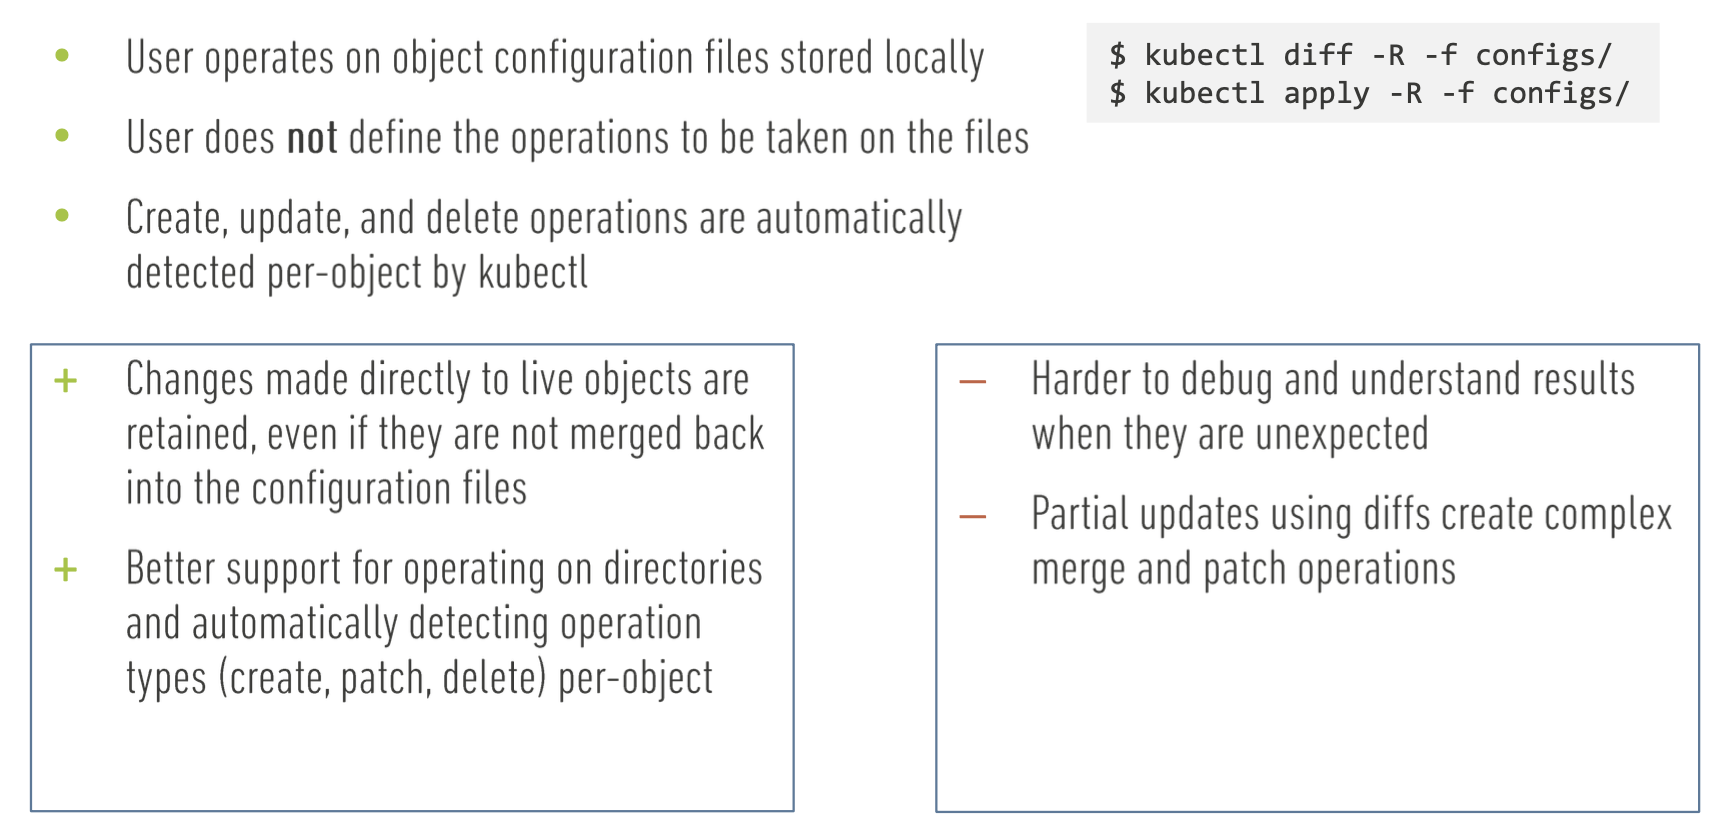 • User operates on object configuration files stored locally
$ kubectl diff -R -f configs/
$ kubectl apply -R -f configs/
• User does not define the operations to be taken on the files
• Create, update, and delete operations are automatically
detected per-object by kubectl
+ Changes made directly to live objects are
retained, even if they are not merged back
into the configuration files
+ Better support for operating on directories
and automatically detecting operation
types (create, patch, delete) per-object
– Harder to debug and understand results
when they are unexpected
– Partial updates using diffs create complex
merge and patch operations